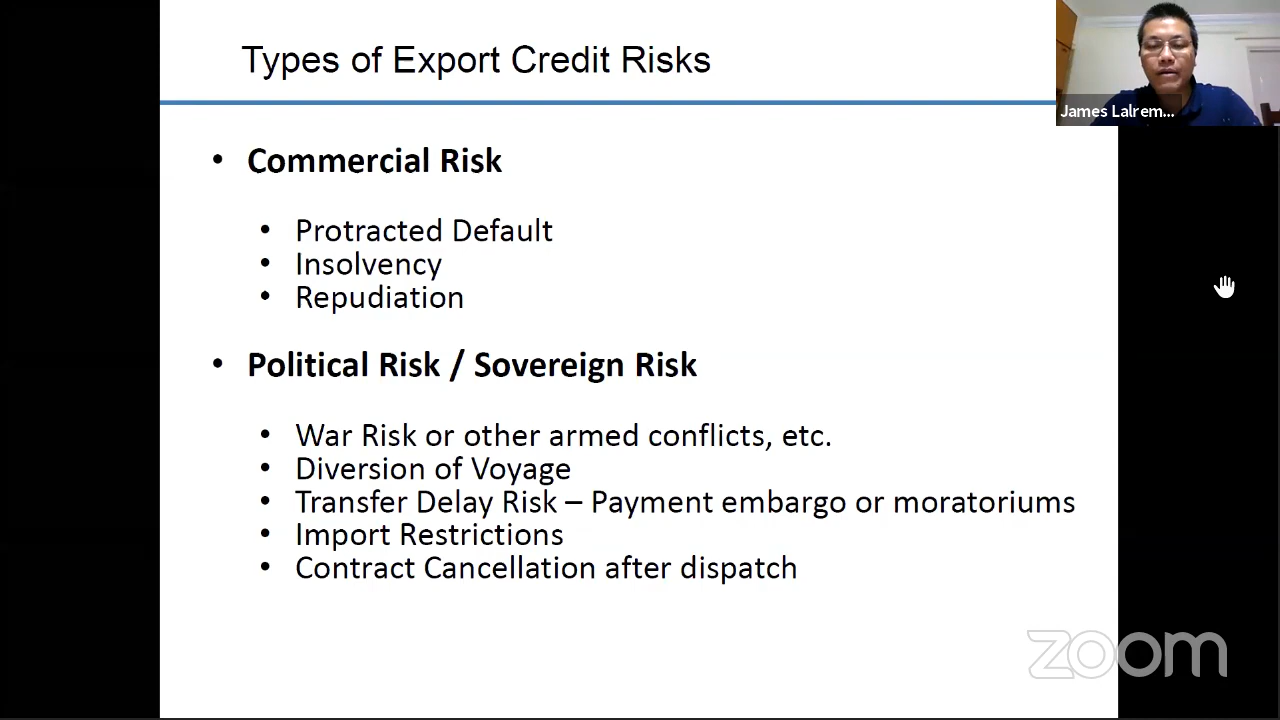 Types of Export Credit Risks
James Lalrem...
• Commercial Risk
• Protracted Default
• Insolvency
• Repudiation
• Political Risk / Sovereign Risk
• War Risk or other armed conflicts, etc.
• Diversion of Voyage
• Transfer Delay Risk – Payment embargo or moratoriums
• Import Restrictions
• Contract Cancellation after dispatch
zoom